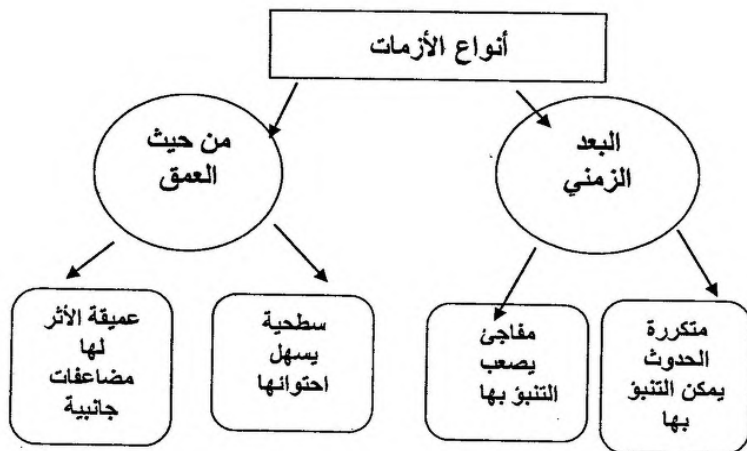 أنواع الأزمات
البعد
الزمني
من حيث
العمق
متكررة
الحدوث
يمكن التنبؤ
بها
مفاجئ
يصعب
التنبؤ بها
سطحية
يسهل
احتوائها
عميقة الأثر
لها
مضاعفات
جانبية